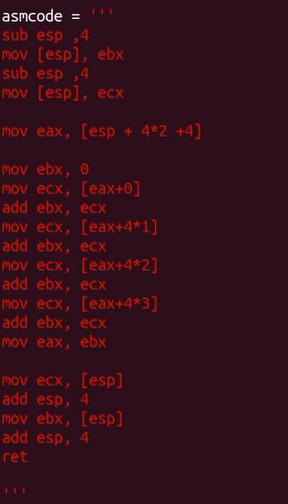 asmcode = '''
sub esp ,4
mov [esp], ebx
sub esp ,4
mov [esp], ecx
mov eax, [esp + 4*2 +4]
mov ebx, 0
mov ecx, [eax+0]
add ebx, ecx
mov ecx, [eax+4*1]
add ebx, ecx
mov ecx, [eax+4*2]
add ebx, ecx
mov ecx, [eax+4*3]
add ebx, ecx
mov eax, ebx
mov ecx, [esp]
add esp, 4
mov ebx, [esp]
add esp, 4
ret
'''